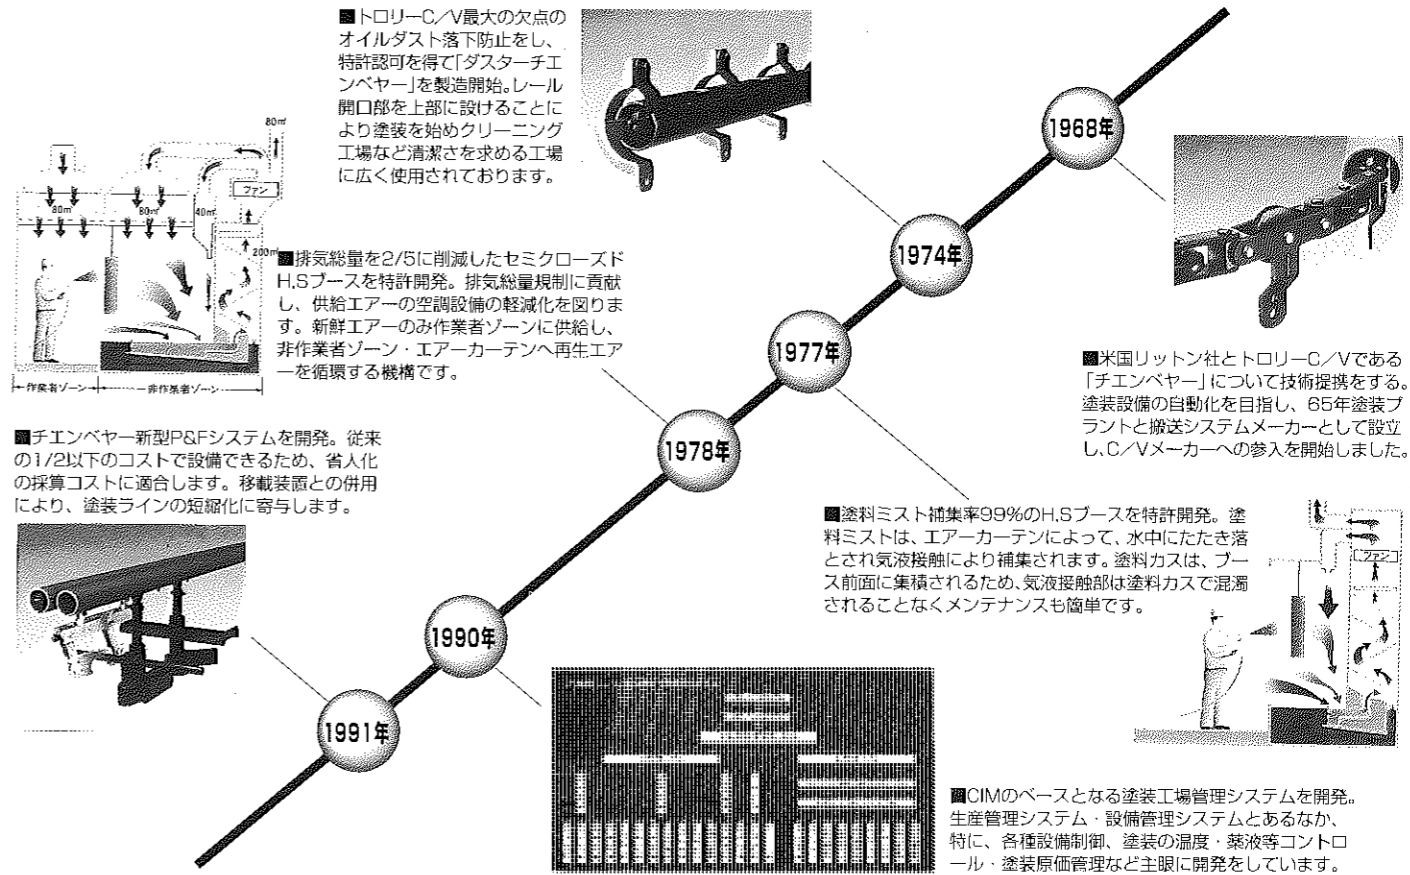 ■トロリーC／V最大の欠点の
オイルダスト落下防止をし、
特許認可を得て「ダスターチエ
ンベヤー」を製造開始。レール
開口部を上部に設けることに
より塗装を始めクリーニング
工場など清潔さを求める工場
に広く使用されております。
1968年
■米国リットン社とトロリーC／Vである
「チエンベヤー」について技術提携をする。
塗装設備の自動化を目指し、65年塗装プ
ラントと搬送システムメーカーとして設立
し、C／Vメーカーへの参入を開始しました。
1974年
80㎥
ファン
80㎥
80㎥
40㎥
200㎥
作業者ゾーン
非作業者ゾーン
■排気総量を2/5に削減したセミクローズド
H,Sブースを特許開発。排気総量規制に貢献
し、供給エアーの空調設備の軽減化を図りま
す。新鮮エアーのみ作業者ゾーンに供給し、
非作業者ゾーン・エアーカーテンへ再生エア
ーを循環する機構です。
1977年
1978年
■塗料ミスト補集率99%のH,Sブースを特許開発。塗
料ミストは、エアーカーテンによって、水中にたたき落
とされ気液接触により補集されます。塗料カスは、ブー
ス前面に集積されるため、気液接触部は塗料カスで混濁
されることなくメンテナンスも簡単です。
ファン
■チエンベヤー新型P&Fシステムを開発。従来
の1/2以下のコストで設備できるため、省人化
の採算コストに適合します。移載装置との併用
により、塗装ラインの短縮化に寄与します。
1990年
1991年
■CIMのベースとなる塗装工場管理システムを開発。
生産管理システム・設備管理システムとあるなか、
特に、各種設備制御、塗装の温度・薬液等コントロ
ール・塗装原価管理など主眼に開発をしています。